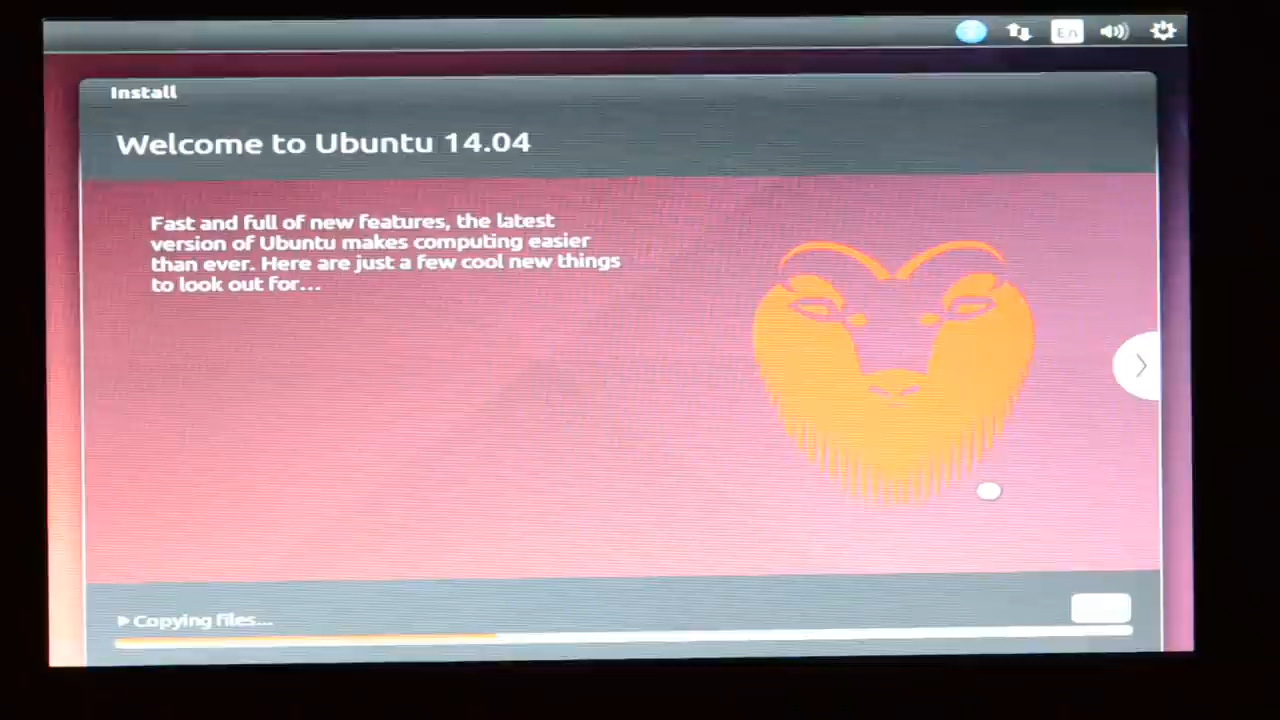 En
Install
Welcome to Ubuntu 14.04
Fast and full of new features, the latest
version of Ubuntu makes computing easier
than ever. Here are just a few cool new things
to look out for...
Copying files...